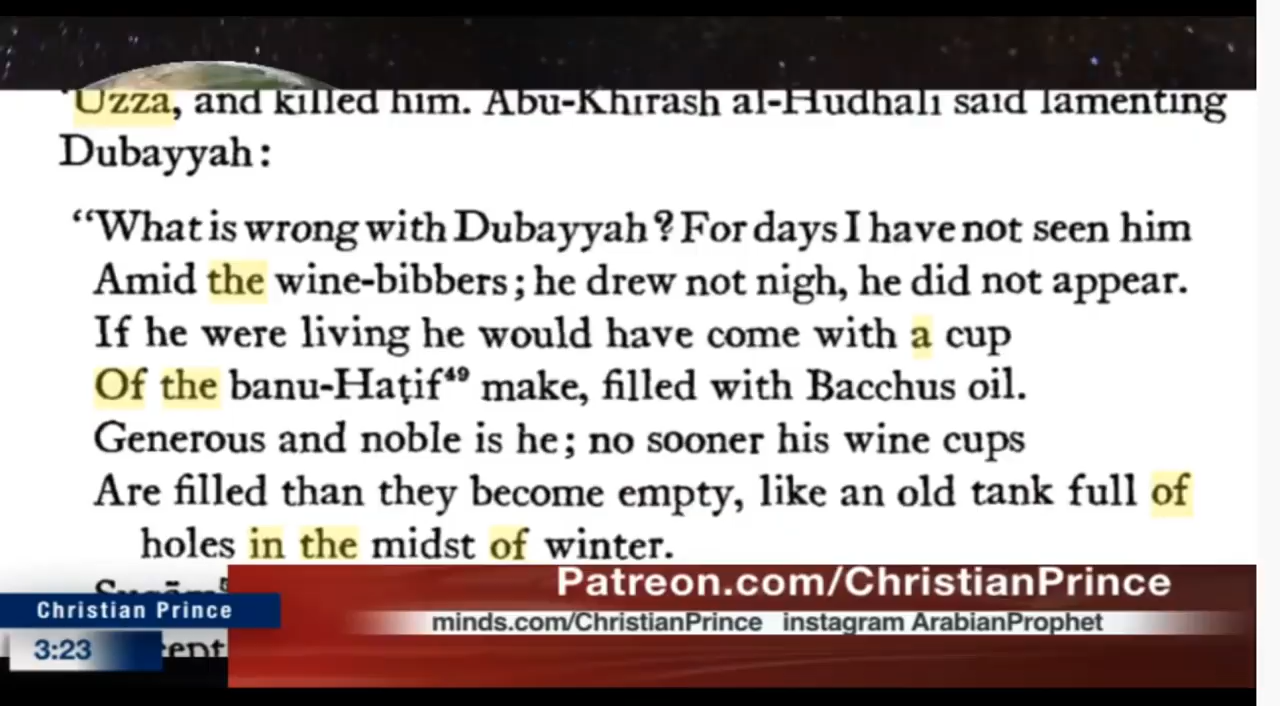 'Uzza, and killed him. Abu-Khirash al-Hudhali said lamenting
Dubayyah:
“What is wrong with Dubayyah? For days I have not seen him
Amid the wine-bibbers; he drew not nigh, he did not appear.
If he were living he would have come with a cup
Of the banu-Haṭif⁴⁹ make, filled with Bacchus oil.
Generous and noble is he; no sooner his wine cups
Are filled than they become empty, like an old tank full of
holes in the midst of winter.
Patreon.com/ChristianPrince
Christian Prince
minds.com/ChristianPrince instagram ArabianProphet
3:23